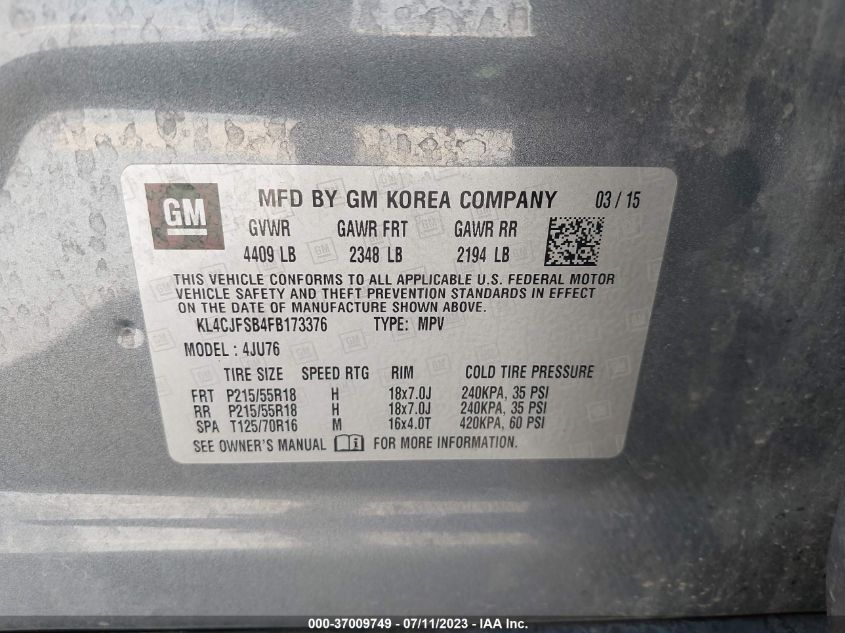 GM
MFD BY GM KOREA COMPANY 03 / 15
GVWR GAWR FRT GAWR RR
4409 LB 2348 LB 2194 LB
THIS VEHICLE CONFORMS TO ALL APPLICABLE U.S. FEDERAL MOTOR
VEHICLE SAFETY AND THEFT PREVENTION STANDARDS IN EFFECT
ON THE DATE OF MANUFACTURE SHOWN ABOVE.
KL4CJFSB4FB173376 TYPE: MPV
MODEL : 4JU76
TIRE SIZE SPEED RTG RIM COLD TIRE PRESSURE
FRT P215/55R18 H 18x7.0J 240KPA, 35 PSI
RR P215/55R18 H 18x7.0J 240KPA, 35 PSI
SPA T125/70R16 M 16x4.0T 420KPA, 60 PSI
SEE OWNER'S MANUAL i FOR MORE INFORMATION.
000-37009749 - 07/11/2023 - IAA Inc.